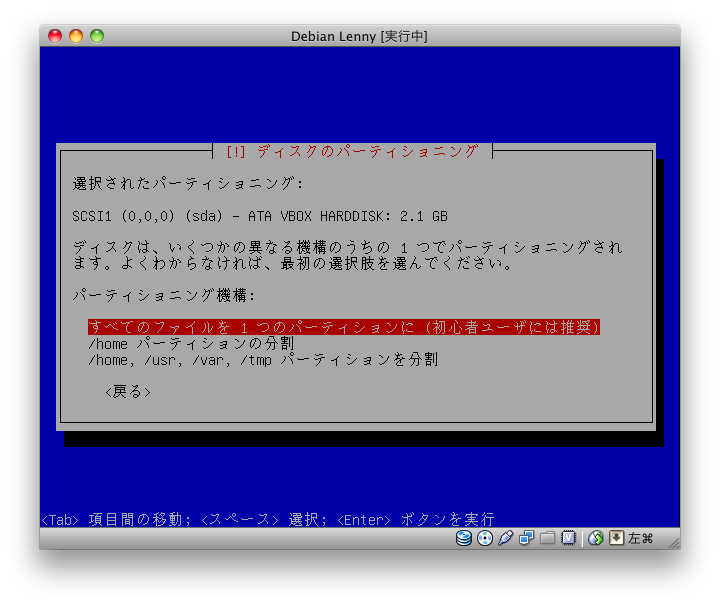 Debian Lenny [実行中]
[!] ディスクのパーティショニング
選択されたパーティショニング:
SCSI1 (0,0,0) (sda) - ATA VBOX HARDDISK: 2.1 GB
ディスクは、いくつかの異なる機構のうちの 1 つでパーティショニングされ
ます。よくわからなければ、最初の選択肢を選んでください。
パーティショニング機構:
すべてのファイルを 1 つのパーティションに (初心者ユーザには推奨)
/home パーティションの分割
/home, /usr, /var, /tmp パーティションを分割
<戻る>
<Tab> 項目間の移動; <スペース> 選択; <Enter> ボタンを実行
左⌘